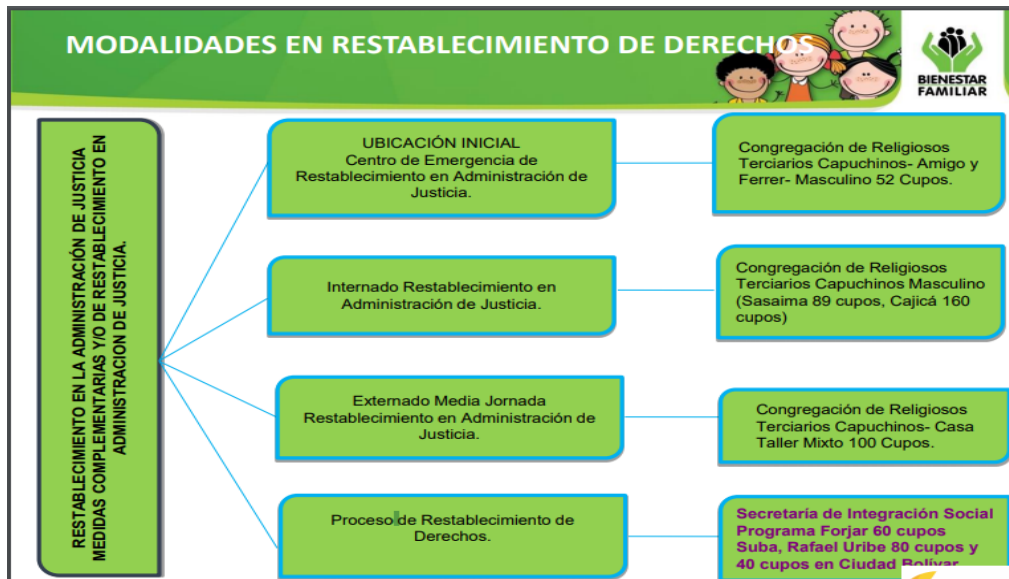 MODALIDADES EN RESTABLECIMIENTO DE DERECHOS
BIENESTAR
FAMILIAR
RESTABLECIMIENTO EN LA ADMINISTRACIÓN DE JUSTICIA
MEDIDAS COMPLEMENTARIAS Y/O DE RESTABLECIMIENTO EN
ADMINISTRACION DE JUSTICIA.
UBICACIÓN INICIAL
Centro de Emergencia de
Restablecimiento en Administración de
Justicia.
Congregación de Religiosos
Terciarios Capuchinos- Amigo y
Ferrer- Masculino 52 Cupos.
Internado Restablecimiento en
Administración de Justicia.
Congregación de Religiosos
Terciarios Capuchinos Masculino
(Sasaima 89 cupos, Cajicá 160
cupos)
Externado Media Jornada
Restablecimiento en Administración de
Justicia.
Congregación de Religiosos
Terciarios Capuchinos- Casa
Taller Mixto 100 Cupos.
Proceso de Restablecimiento de
Derechos.
Secretaría de Integración Social
Programa Forjar 60 cupos
Suba, Rafael Uribe 80 cupos y
40 cupos en Ciudad Bolívar